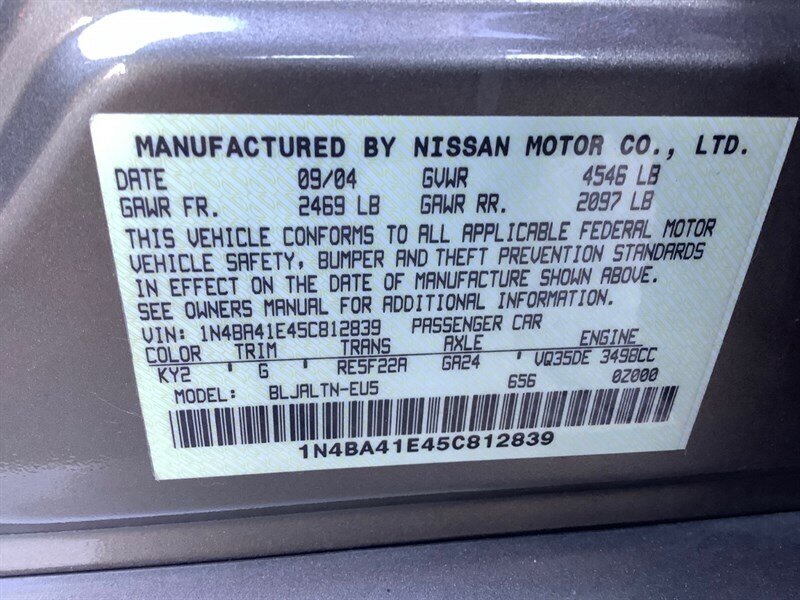 MANUFACTURED BY NISSAN MOTOR CO., LTD.
DATE 09/04 GVWR 4546 LB
GAWR FR. 2469 LB GAWR RR. 2097 LB
THIS VEHICLE CONFORMS TO ALL APPLICABLE FEDERAL MOTOR
VEHICLE SAFETY, BUMPER AND THEFT PREVENTION STANDARDS
IN EFFECT ON THE DATE OF MANUFACTURE SHOWN ABOVE.
SEE OWNERS MANUAL FOR ADDITIONAL INFORMATION.
VIN: 1N4BA41E45C812839 PASSENGER CAR
COLOR TRIM TRANS AXLE ENGINE
KY2 G RE5F22A GA24 VQ35DE 3498CC
MODEL: BLJALTN-EU5 656 0Z000
1N4BA41E45C812839